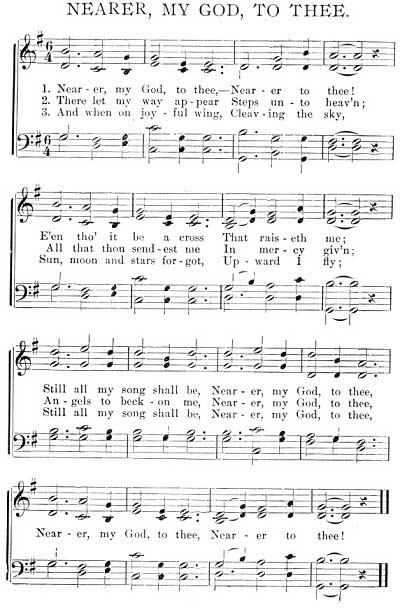 NEARER, MY GOD, TO THEE.
6/4
1. Near - er, my God, to thee,—Near - er to thee!
2. There let my way ap-pear Steps un - to heav'n;
3. And when on joy - ful wing, Cleav - ing the sky,
6/4
E'en tho' it be a cross That rais - eth me;
All that thou send - est me In mer - cy giv'n;
Sun, moon and stars for-got, Up - ward I fly;
Still all my song shall be, Near - er, my God, to thee,
An - gels to beck - on me, Near - er, my God, to thee,
Still all my song shall be, Near - er, my God, to thee,
Near - er, my God, to thee, Near - er to thee!